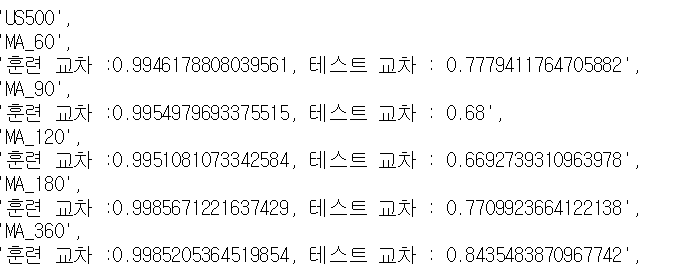 'US500',
'MA_60',
'훈련 교차 :0.9946178808039561, 테스트 교차 : 0.7779411764705882',
'MA_90',
'훈련 교차 :0.9954979693375515, 테스트 교차 : 0.68',
'MA_120',
'훈련 교차 :0.9951081073342584, 테스트 교차 : 0.6692739310963978',
'MA_180',
'훈련 교차 :0.9985671221637429, 테스트 교차 : 0.7709923664122138',
'MA_360',
'훈련 교차 :0.9985205364519854, 테스트 교차 : 0.8435483870967742',